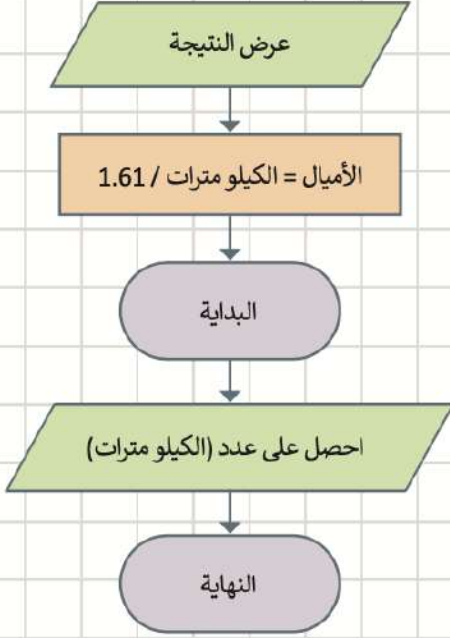 عرض النتيجة
الأميال = الكيلو مترات / 1.61
البداية
احصل على عدد (الكيلو مترات)
النهاية